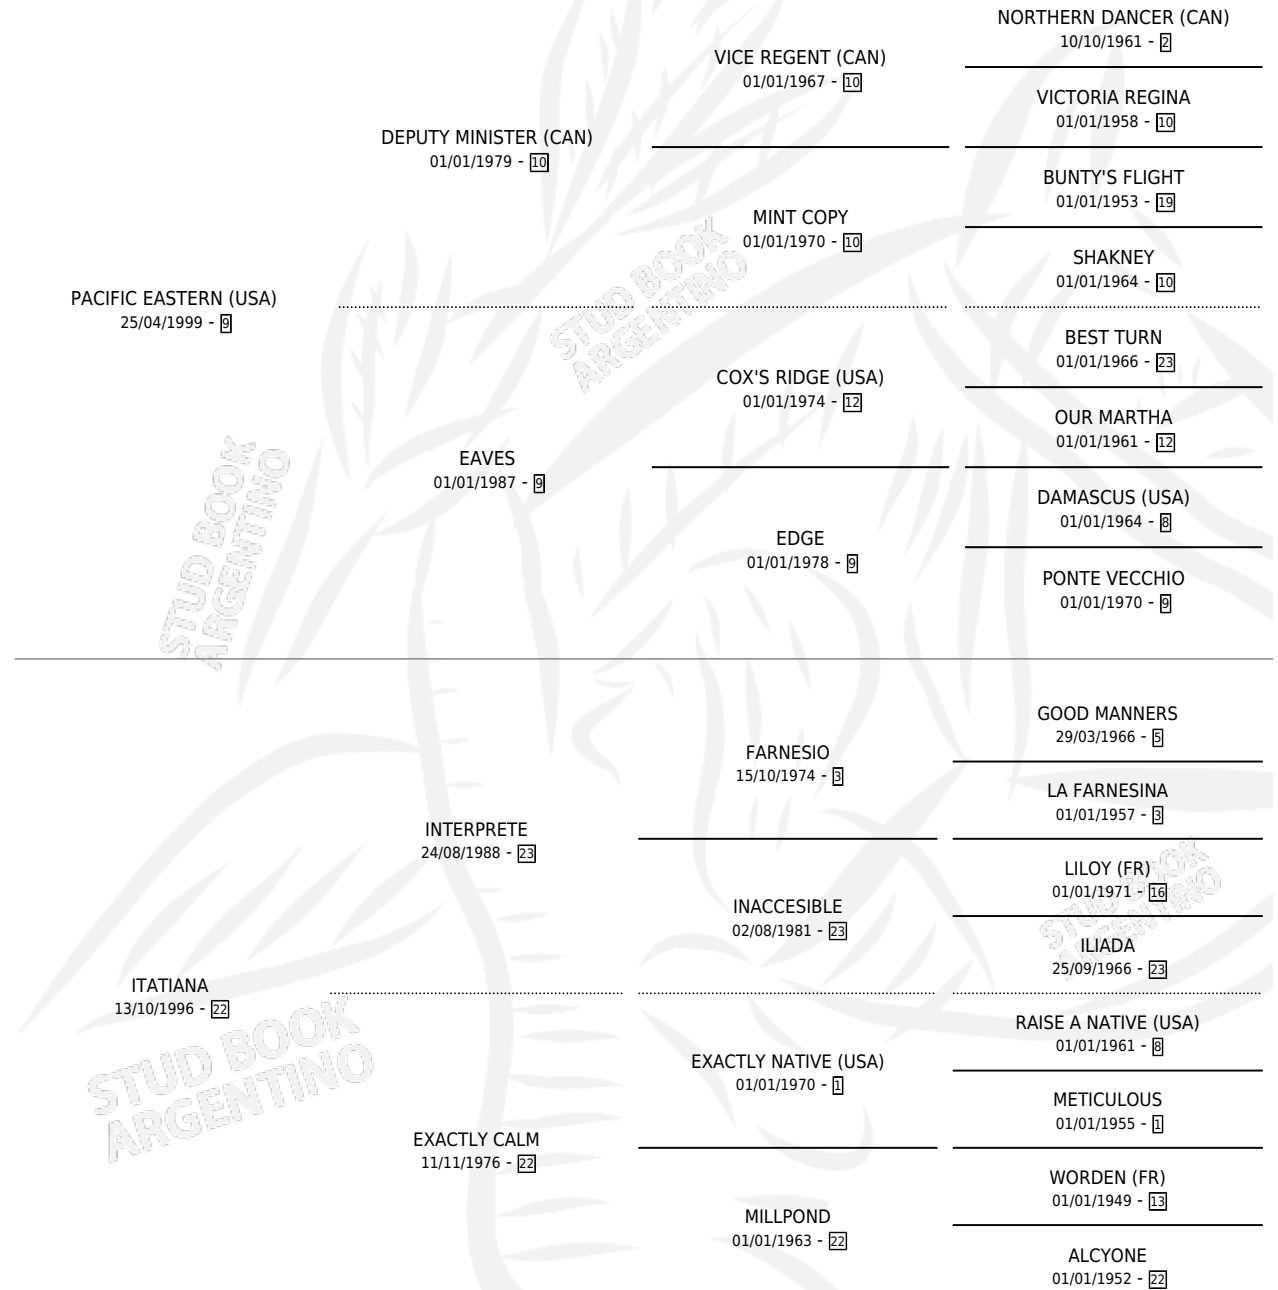 NORTHERN DANCER (CAN)
10/10/1961 - 2
VICE REGENT (CAN)
01/01/1967 - 10
VICTORIA REGINA
01/01/1958 - 10
DEPUTY MINISTER (CAN)
01/01/1979 - 10
BUNTY'S FLIGHT
01/01/1953 - 19
MINT COPY
01/01/1970 - 10
SHAKNEY
01/01/1964 - 10
PACIFIC EASTERN (USA)
25/04/1999 - 9
BEST TURN
01/01/1966 - 23
COX'S RIDGE (USA)
01/01/1974 - 12
OUR MARTHA
01/01/1961 - 12
EAVES
01/01/1987 - 9
DAMASCUS (USA)
01/01/1964 - 8
EDGE
01/01/1978 - 9
PONTE VECCHIO
01/01/1970 - 9
GOOD MANNERS
29/03/1966 - 5
FARNESIO
15/10/1974 - 3
LA FARNESINA
01/01/1957 - 3
INTERPRETE
24/08/1988 - 23
LILOY (FR)
01/01/1971 - 16
INACCESIBLE
02/08/1981 - 23
ILIADA
25/09/1966 - 23
ITATIANA
13/10/1996 - 22
RAISE A NATIVE (USA)
01/01/1961 - 8
EXACTLY NATIVE (USA)
01/01/1970 - 1
METICULOUS
01/01/1955 - 1
EXACTLY CALM
11/11/1976 - 22
WORDEN (FR)
01/01/1949 - 13
MILLPOND
01/01/1963 - 22
ALCYONE
01/01/1952 - 22
STUD BOOK
ARGENTINO
STUD BOOK
ARGENTINO
STUD BOOK
ARGENTINO
STUD BOOK
ARGENTINO